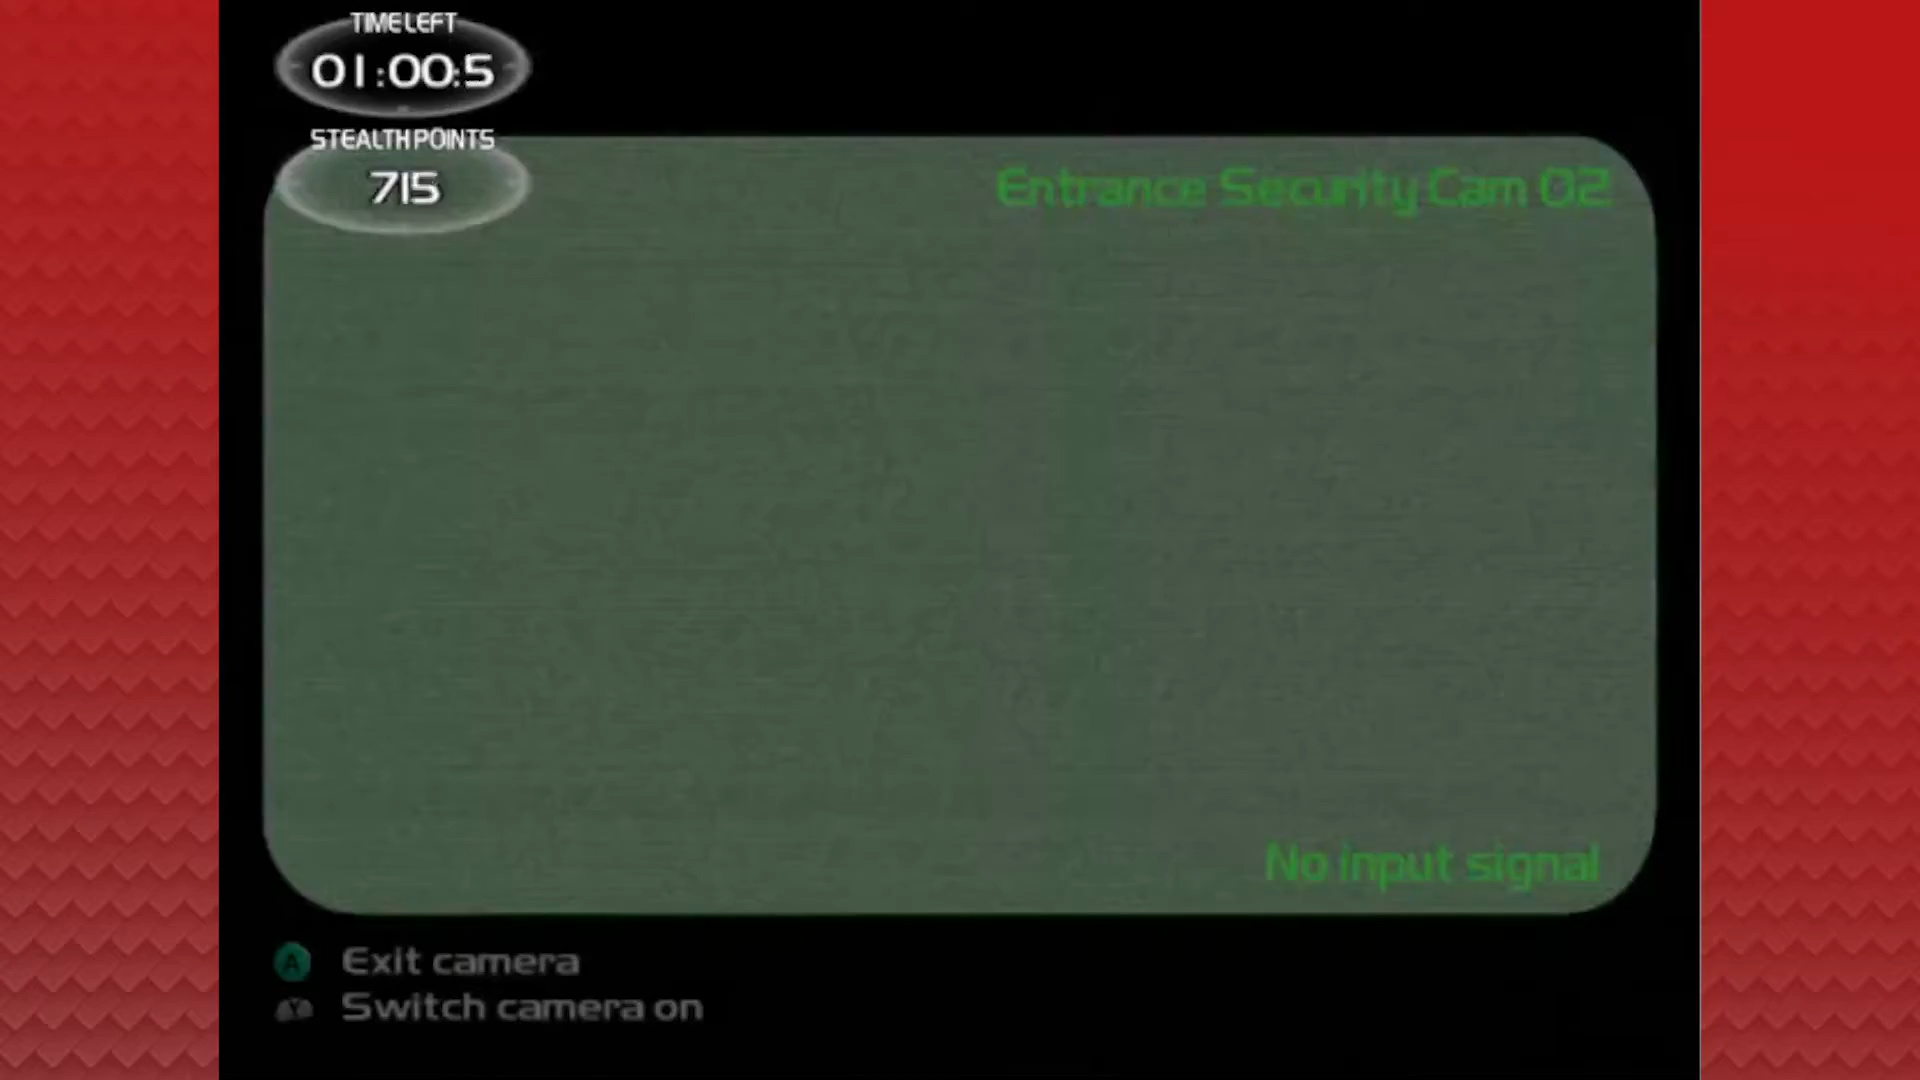 TIME LEFT
01:00:5
STEALTH POINTS
715
Entrance Security Cam 02
No input signal
A Exit camera
Y Switch camera on